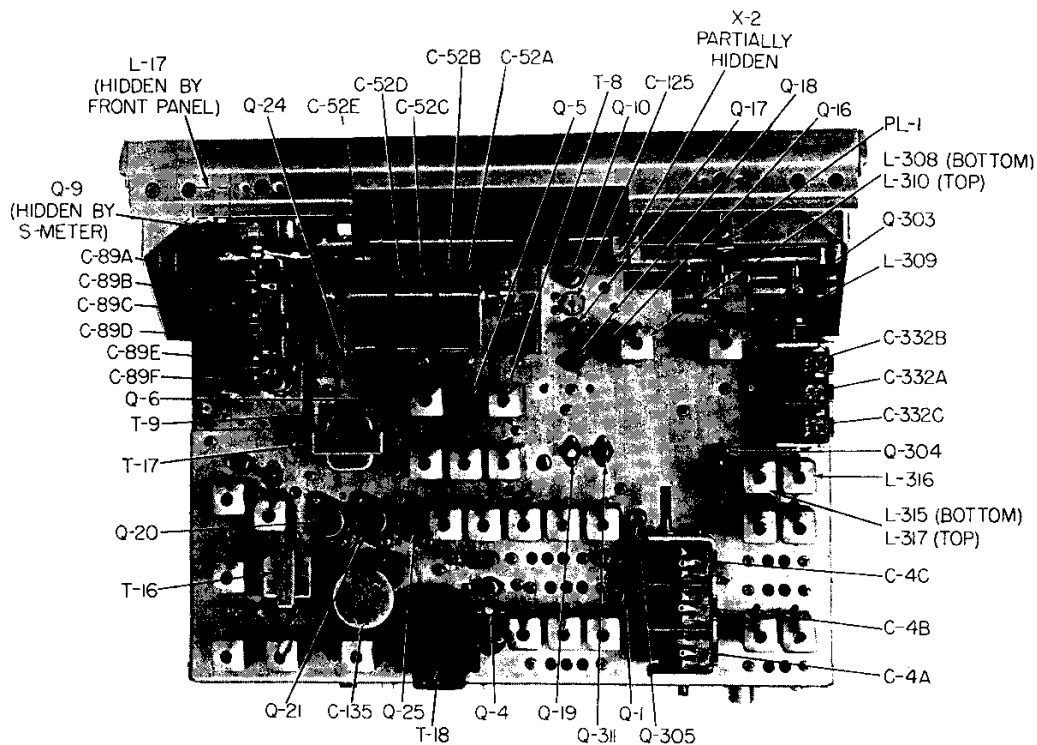 X-2
PARTIALLY
HIDDEN
L-17
(HIDDEN BY
FRONT PANEL)
Q-24
C-52E
C-52D
C-52C
C-52B
C-52A
Q-5
T-8
Q-10
C-125
Q-17
Q-18
Q-16
PL-1
L-308 (BOTTOM)
L-310 (TOP)
Q-9
(HIDDEN BY
S-METER)
Q-303
L-309
C-89A
C-89B
C-89C
C-89D
C-89E
C-89F
Q-6
T-9
T-17
Q-20
T-16
C-332B
C-332A
C-332C
Q-304
L-316
L-315 (BOTTOM)
L-317 (TOP)
C-4C
C-4B
C-4A
Q-21
C-135
Q-25
T-18
Q-4
Q-19
Q-311
Q-1
Q-305